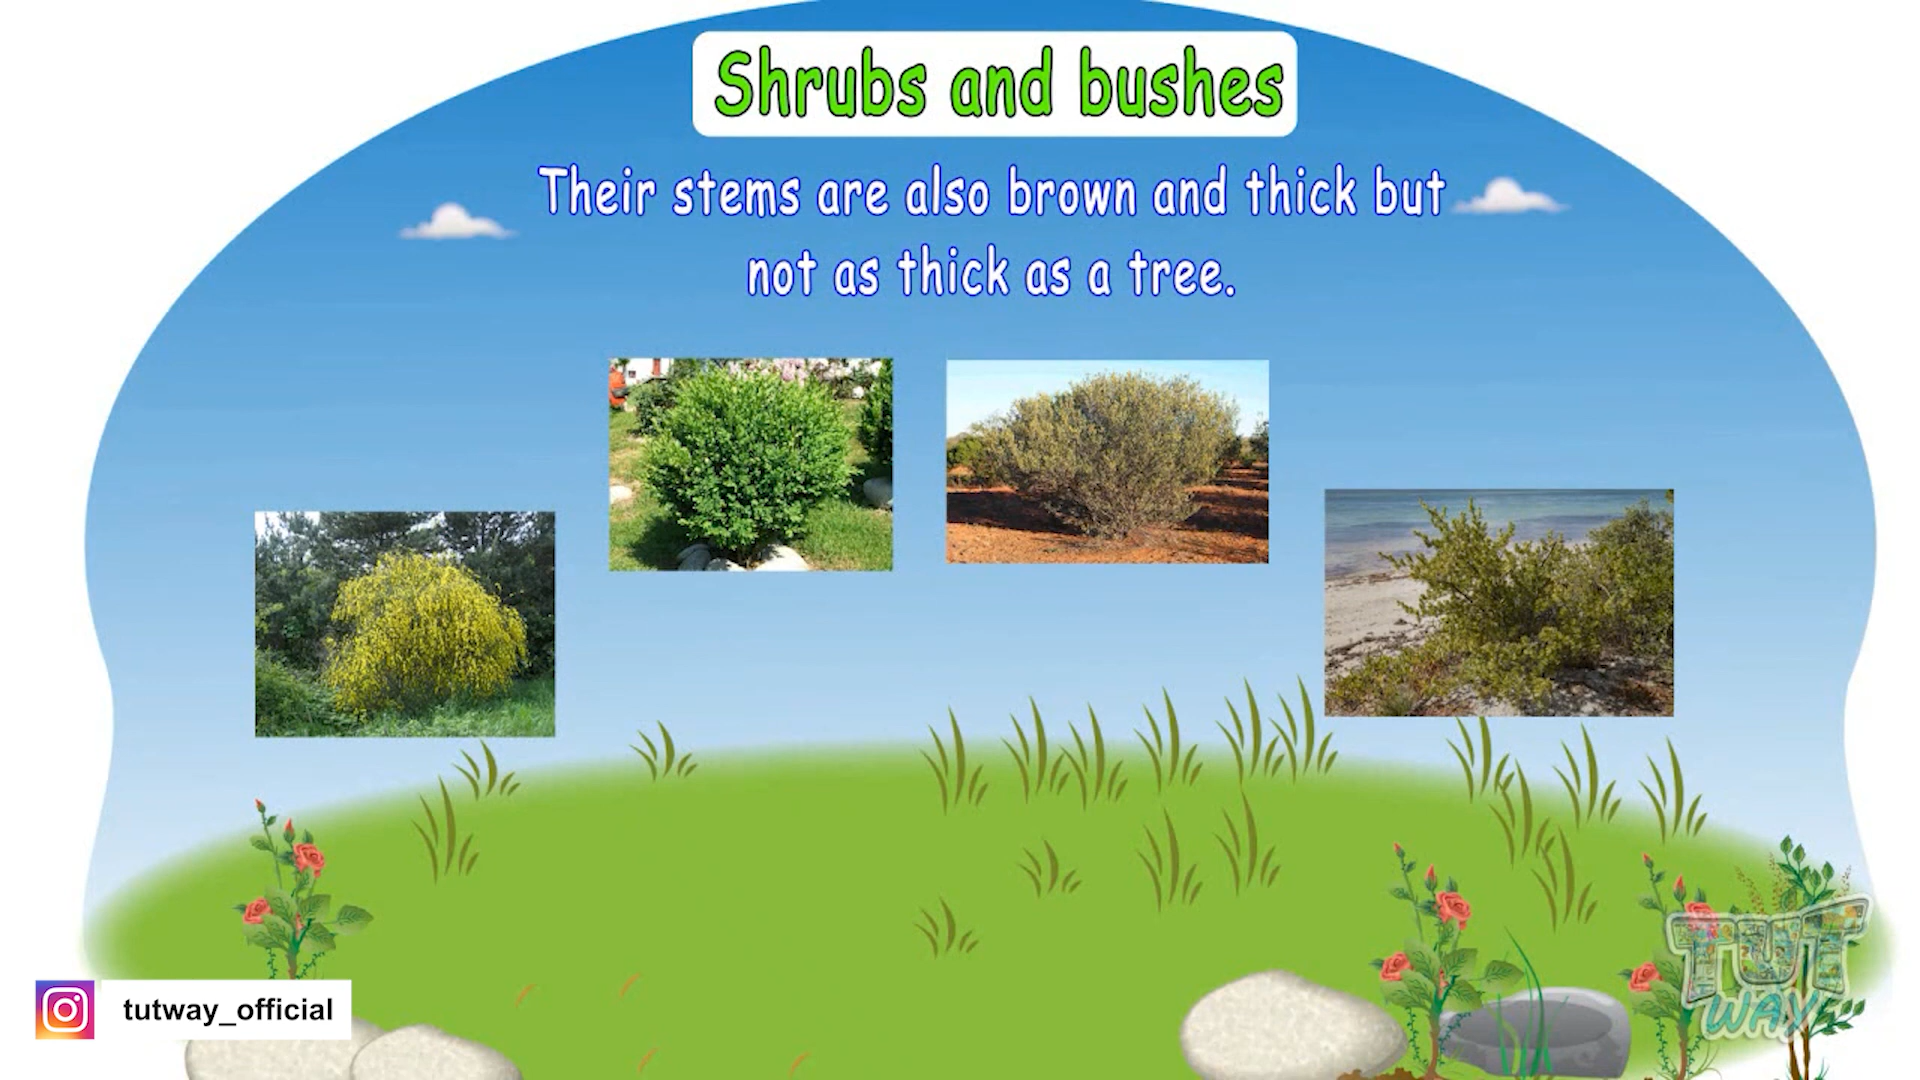 Shrubs and bushes
Their stems are also brown and thick but
not as thick as a tree.
tutway_official
TUT
WAY